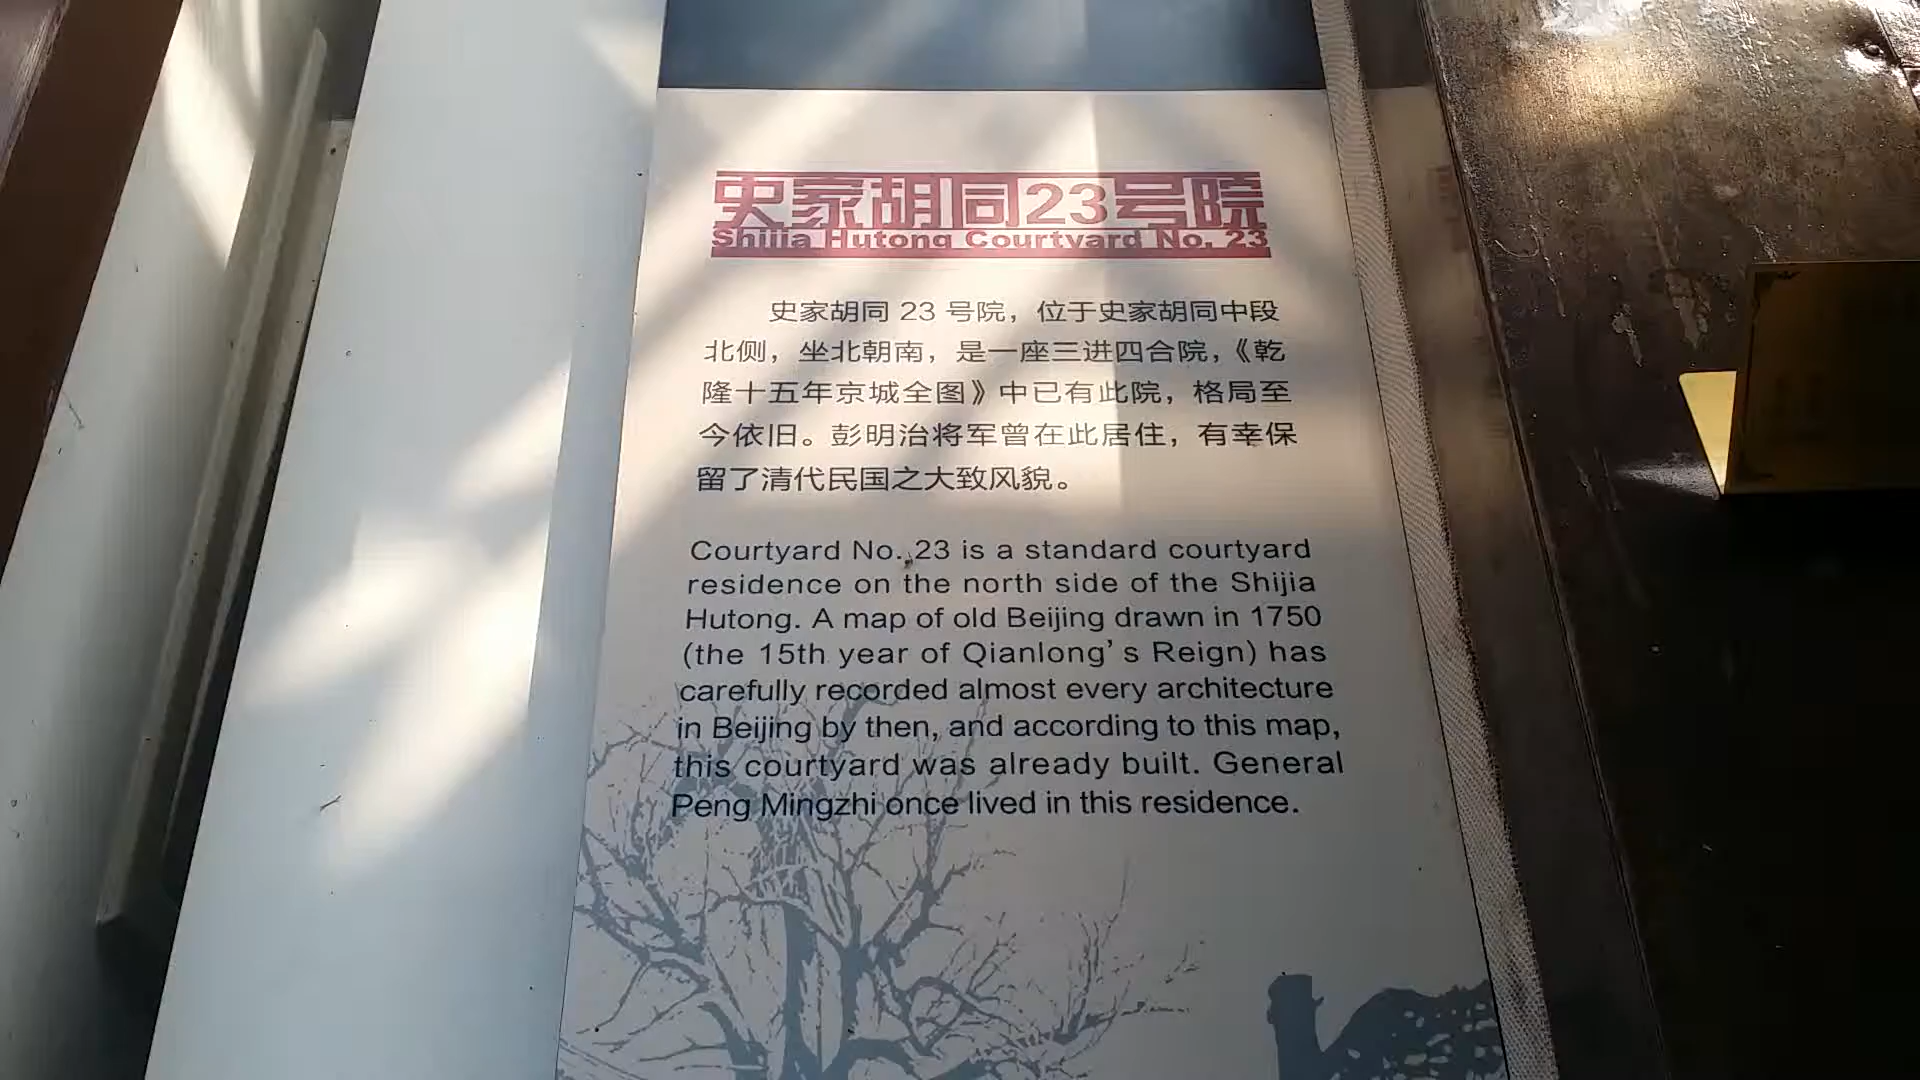 史家胡同23号院
Shijia Hutong Courtyard No. 23
史家胡同 23 号院，位于史家胡同中段
北侧，坐北朝南，是一座三进四合院，《乾
隆十五年京城全图》中已有此院，格局至
今依旧。彭明治将军曾在此居住，有幸保
留了清代民国之大致风貌。
Courtyard No. 23 is a standard courtyard
residence on the north side of the Shijia
Hutong. A map of old Beijing drawn in 1750
(the 15th year of Qianlong’s Reign) has
carefully recorded almost every architecture
in Beijing by then, and according to this map,
this courtyard was already built. General
Peng Mingzhi once lived in this residence.